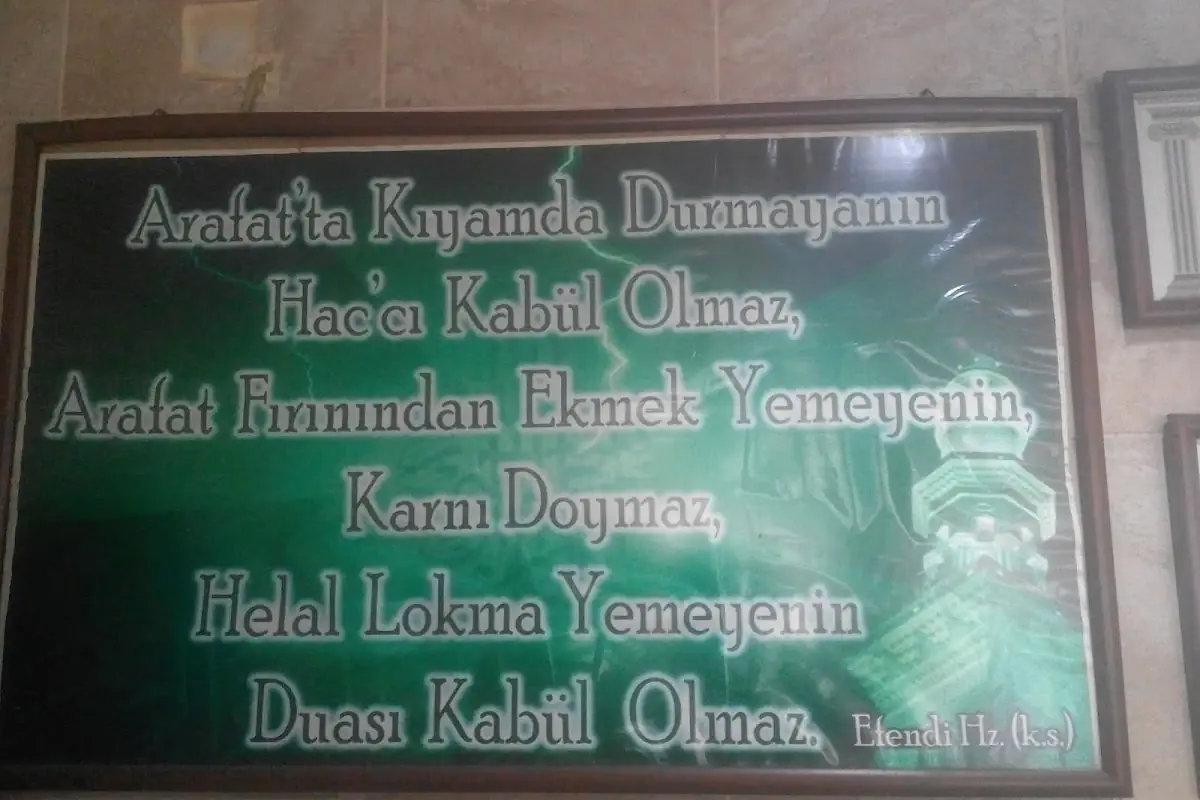 Arafat'ta Kıyamda Durmayanın
Hac'cı Kabül Olmaz,
Arafat Fırınından Ekmek Yemeyenin,
Karnı Doymaz,
Helal Lokma Yemeyenin
Duası Kabül Olmaz.
Efendi Hz. (k.s.)